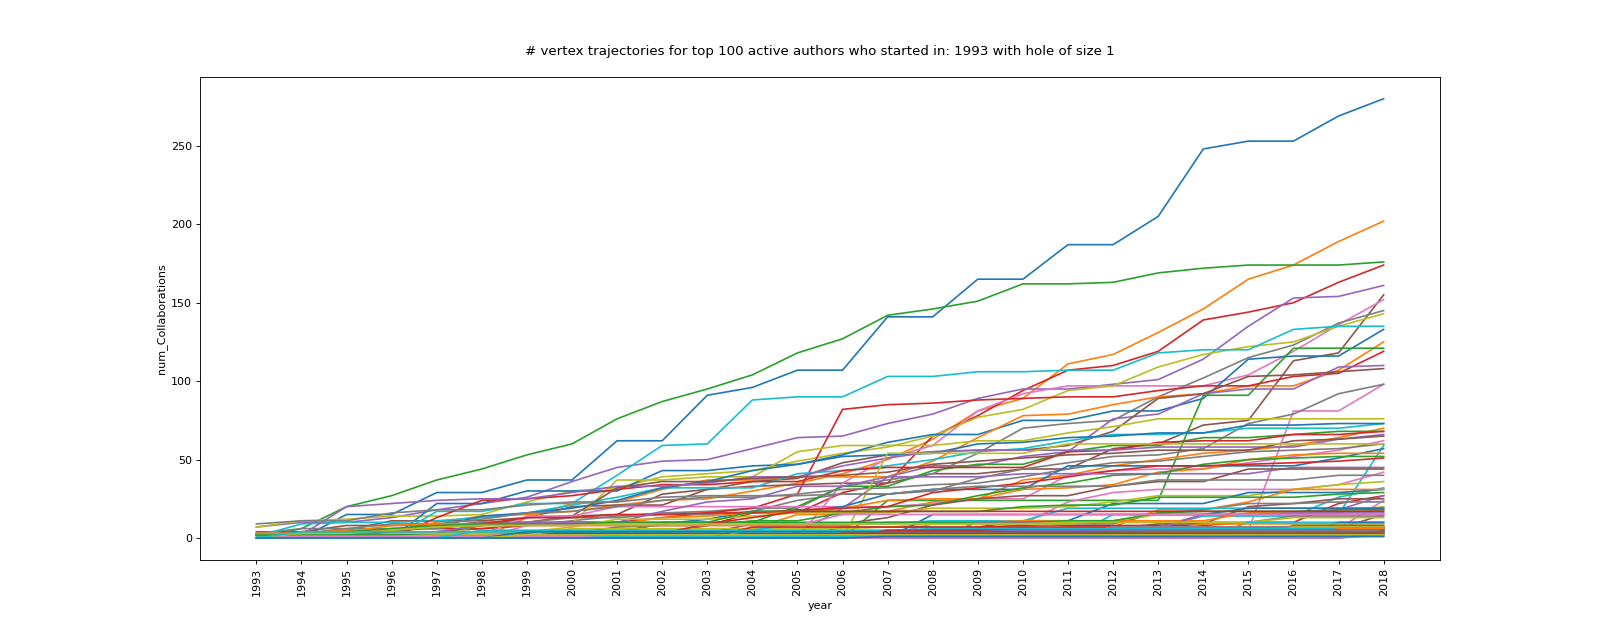 # vertex trajectories for top 100 active authors who started in: 1993 with hole of size 1
num_Collaborations
250
200
150
100
50
0
1993 1994 1995 1996 1997 1998 1999 2000 2001 2002 2003 2004 2005 2006 2007 2008 2009 2010 2011 2012 2013 2014 2015 2016 2017 2018
year